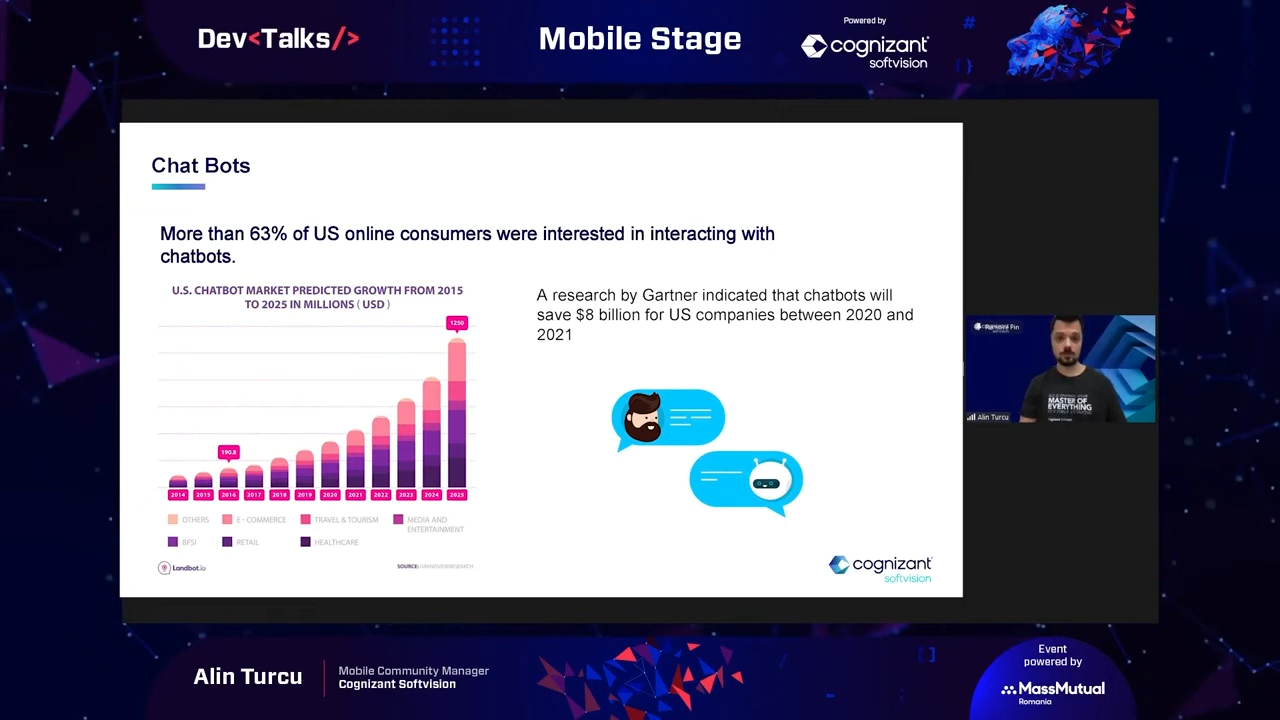 Dev<Talks/>
Mobile Stage
Powered by
cognizant
softvision
Chat Bots
More than 63% of US online consumers were interested in interacting with
chatbots.
U.S. CHATBOT MARKET PREDICTED GROWTH FROM 2015
TO 2025 IN MILLIONS ( USD )
1250
190.8
2014 2015 2016 2017 2018 2019 2020 2021 2022 2023 2024 2025
OTHERS E - COMMERCE TRAVEL & TOURISM MEDIA AND
ENTERTAINMENT
BFSI RETAIL HEALTHCARE
Landbot.io
SOURCE: GRANDVIEWRESEARCH
A research by Gartner indicated that chatbots will
save $8 billion for US companies between 2020 and
2021
cognizant
softvision
MASTER OF
EVERYTHING
Alin Turcu
Alin Turcu
Mobile Community Manager
Cognizant Softvision
Event
powered by
MassMutual
Romania